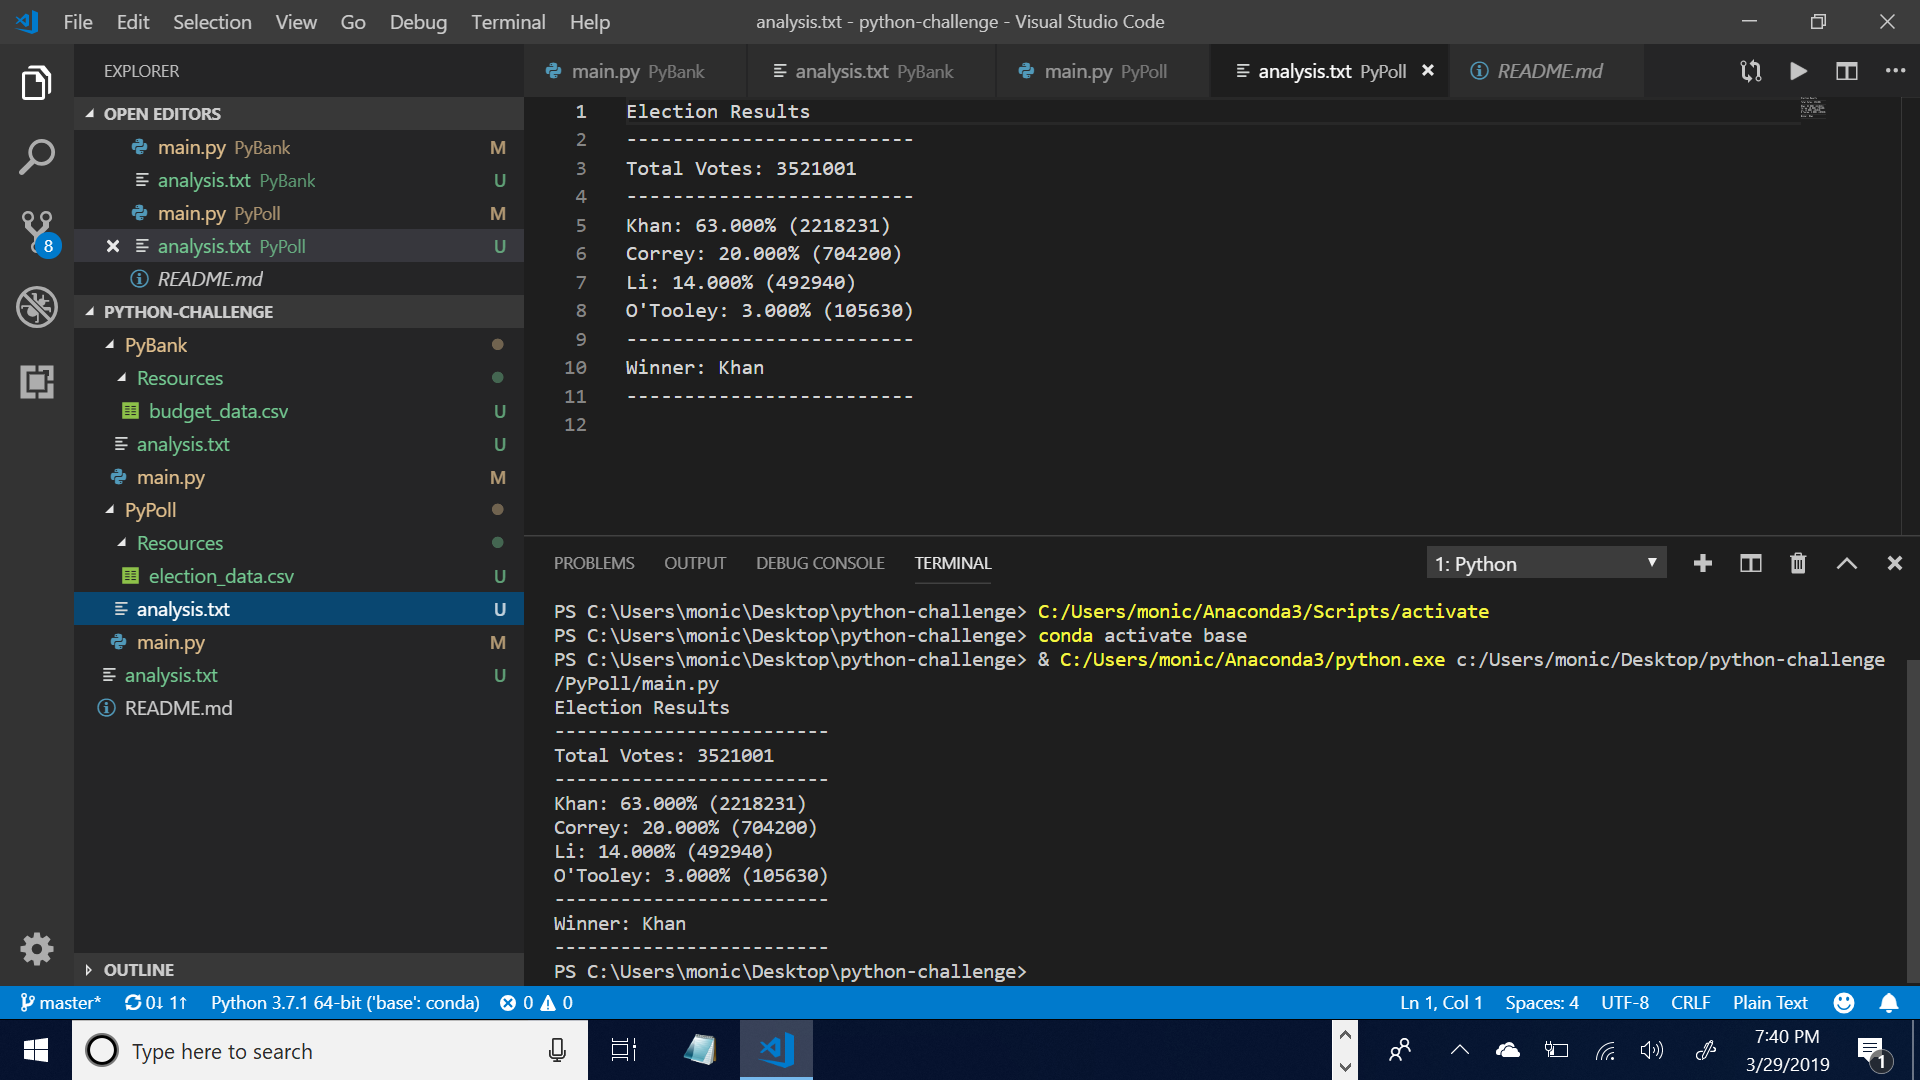 File Edit Selection View Go Debug Terminal Help
analysis.txt - python-challenge - Visual Studio Code
EXPLORER
OPEN EDITORS
main.py PyBank M
analysis.txt PyBank U
main.py PyPoll M
analysis.txt PyPoll U
README.md
PYTHON-CHALLENGE
PyBank
Resources
budget_data.csv U
analysis.txt U
main.py M
PyPoll
Resources
election_data.csv U
analysis.txt U
main.py M
analysis.txt U
README.md
OUTLINE
8
main.py PyBank analysis.txt PyBank main.py PyPoll analysis.txt PyPoll README.md
1 Election Results
2 -------------------------
3 Total Votes: 3521001
4 -------------------------
5 Khan: 63.000% (2218231)
6 Correy: 20.000% (704200)
7 Li: 14.000% (492940)
8 O'Tooley: 3.000% (105630)
9 -------------------------
10 Winner: Khan
11 -------------------------
12
PROBLEMS OUTPUT DEBUG CONSOLE TERMINAL 1: Python
PS C:\Users\monic\Desktop\python-challenge> C:/Users/monic/Anaconda3/Scripts/activate
PS C:\Users\monic\Desktop\python-challenge> conda activate base
PS C:\Users\monic\Desktop\python-challenge> & C:/Users/monic/Anaconda3/python.exe c:/Users/monic/Desktop/python-challenge
/PyPoll/main.py
Election Results
-------------------------
Total Votes: 3521001
-------------------------
Khan: 63.000% (2218231)
Correy: 20.000% (704200)
Li: 14.000% (492940)
O'Tooley: 3.000% (105630)
-------------------------
Winner: Khan
-------------------------
PS C:\Users\monic\Desktop\python-challenge>
master* 0↓ 1↑ Python 3.7.1 64-bit ('base': conda) 0 0 Ln 1, Col 1 Spaces: 4 UTF-8 CRLF Plain Text
Type here to search
7:40 PM
3/29/2019
1